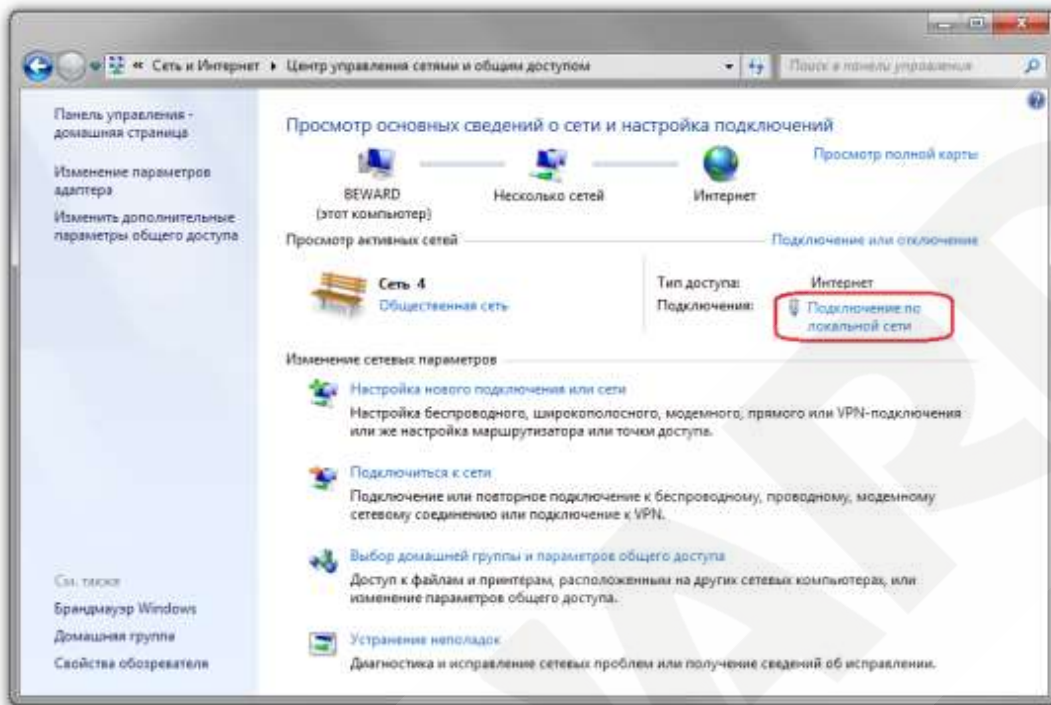 « Сеть и Интернет ▸ Центр управления сетями и общим доступом
Поиск в панели управления
Панель управления -
домашняя страница
Изменение параметров
адаптера
Изменить дополнительные
параметры общего доступа
Просмотр основных сведений о сети и настройка подключений
Просмотр полной карты
BEWARD
(этот компьютер)
Несколько сетей
Интернет
Просмотр активных сетей
Подключение или отключение
Сеть 4
Общественная сеть
Тип доступа: Интернет
Подключения: Подключение по
локальной сети
Изменение сетевых параметров
Настройка нового подключения или сети
Настройка беспроводного, широкополосного, модемного, прямого или VPN-подключения
или же настройка маршрутизатора или точки доступа.
Подключиться к сети
Подключение или повторное подключение к беспроводному, проводному, модемному
сетевому соединению или подключение к VPN.
Выбор домашней группы и параметров общего доступа
Доступ к файлам и принтерам, расположенным на других сетевых компьютерах, или
изменение параметров общего доступа.
Устранение неполадок
Диагностика и исправление сетевых проблем или получение сведений об исправлении.
См. также
Брандмауэр Windows
Домашняя группа
Свойства обозревателя